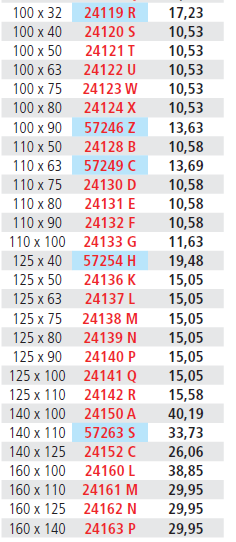 100 x 32 24119 R 17,23
100 x 40 24120 S 10,53
100 x 50 24121 T 10,53
100 x 63 24122 U 10,53
100 x 75 24123 W 10,53
100 x 80 24124 X 10,53
100 x 90 57246 Z 13,63
110 x 50 24128 B 10,58
110 x 63 57249 C 13,69
110 x 75 24130 D 10,58
110 x 80 24131 E 10,58
110 x 90 24132 F 10,58
110 x 100 24133 G 11,63
125 x 40 57254 H 19,48
125 x 50 24136 K 15,05
125 x 63 24137 L 15,05
125 x 75 24138 M 15,05
125 x 80 24139 N 15,05
125 x 90 24140 P 15,05
125 x 100 24141 Q 15,05
125 x 110 24142 R 15,58
140 x 100 24150 A 40,19
140 x 110 57263 S 33,73
140 x 125 24152 C 26,06
160 x 100 24160 L 38,85
160 x 110 24161 M 29,95
160 x 125 24162 N 29,95
160 x 140 24163 P 29,95